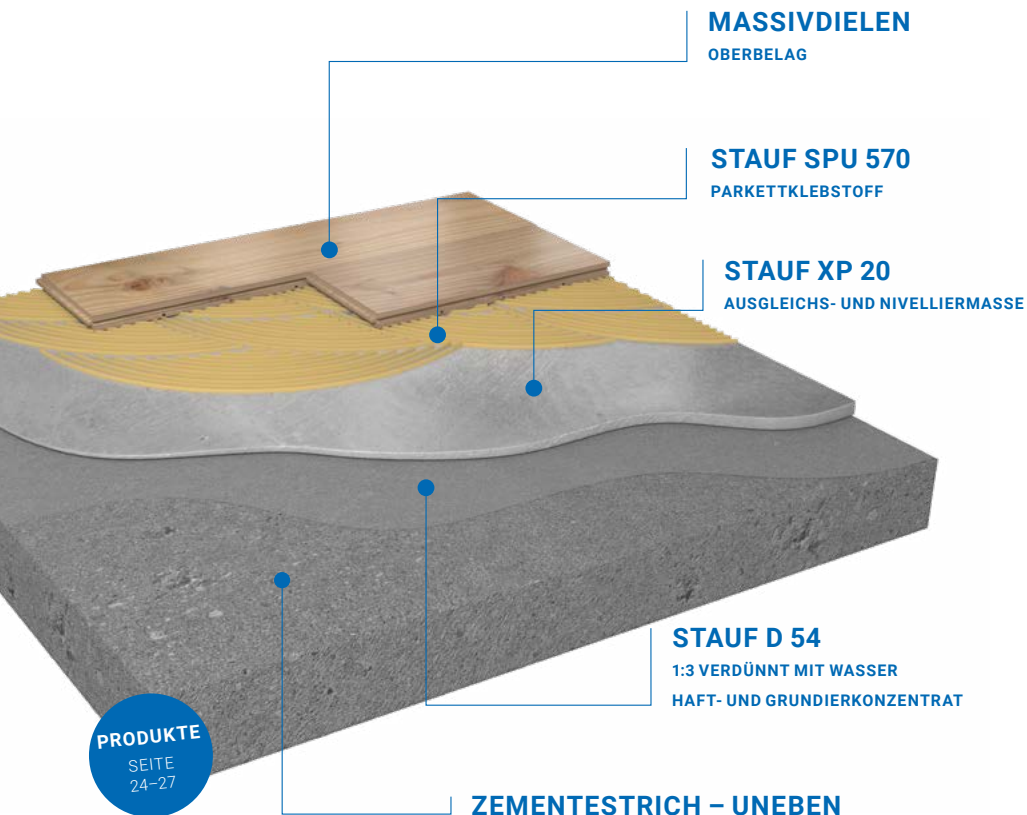 MASSIVDIELEN
OBERBELAG
STAUF SPU 570
PARKETTKLEBSTOFF
STAUF XP 20
AUSGLEICHS- UND NIVELLIERMASSE
STAUF D 54
1:3 VERDÜNNT MIT WASSER
HAFT- UND GRUNDIERKONZENTRAT
PRODUKTE
SEITE
24–27
ZEMENTESTRICH – UNEBEN